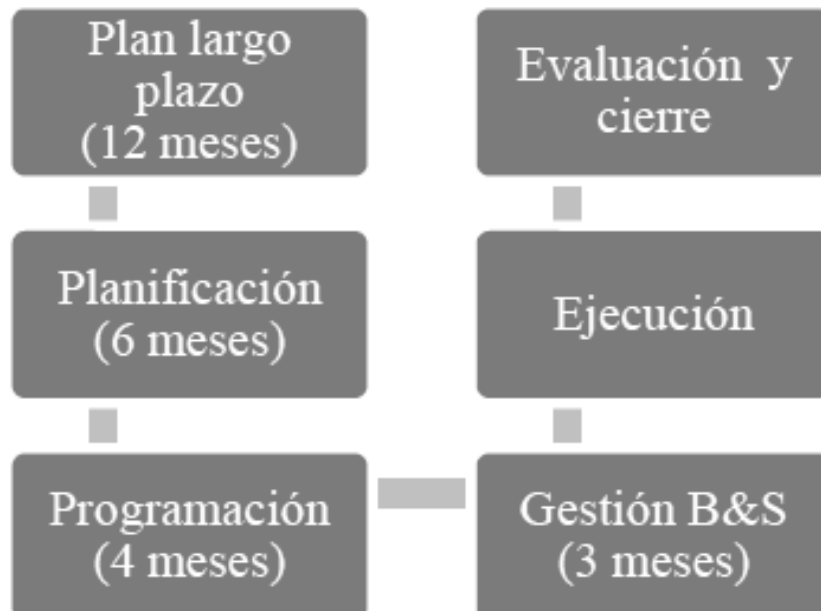 Plan largo
plazo
(12 meses)
Planificación
(6 meses)
Programación
(4 meses)
Gestión B&S
(3 meses)
Ejecución
Evaluación y
cierre